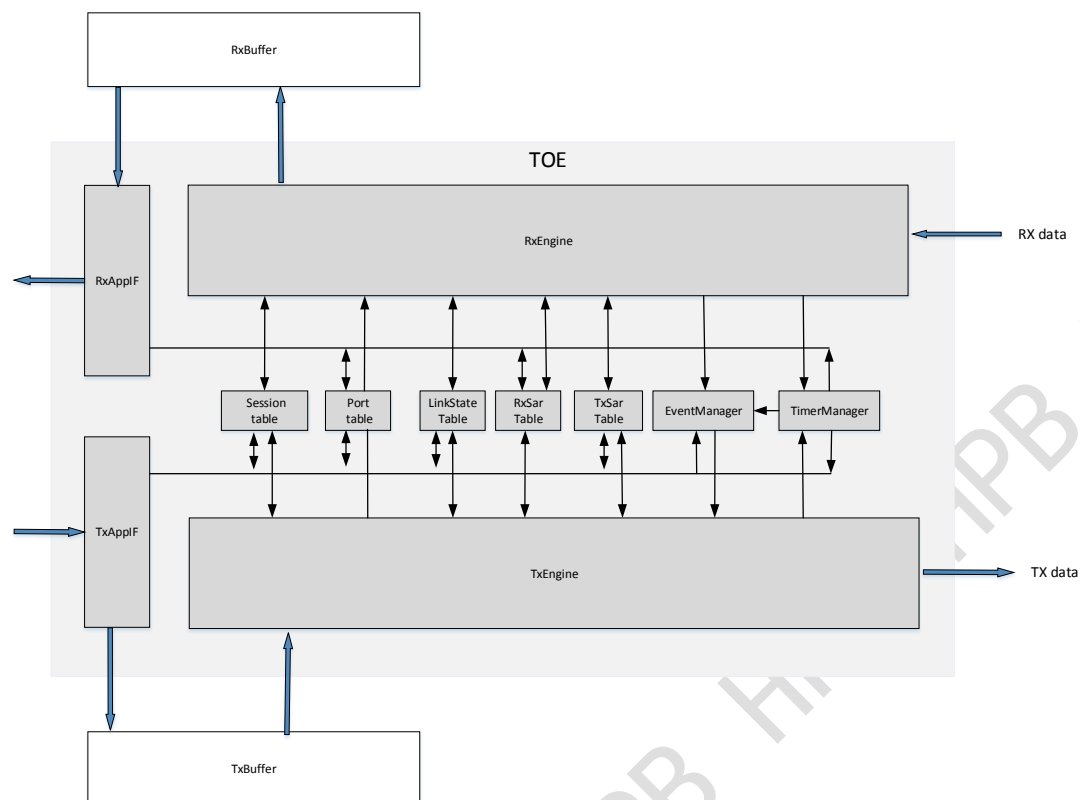 RxBuffer
TOE
RxEngine
RX data
RxAppIF
Session
table
Port
table
LinkState
Table
RxSar
Table
TxSar
Table
EventManager
TimerManager
TxAppIF
TxEngine
TX data
TxBuffer
HPB